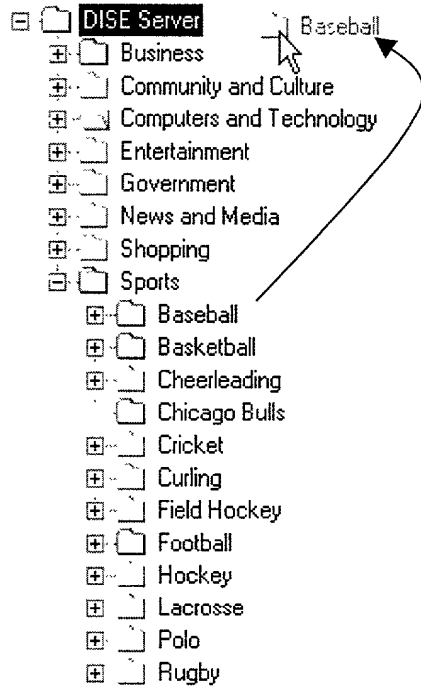 DISE Server Baseball
Business
Community and Culture
Computers and Technology
Entertainment
Government
News and Media
Shopping
Sports
Baseball
Basketball
Cheerleading
Chicago Bulls
Cricket
Curling
Field Hockey
Football
Hockey
Lacrosse
Polo
Rugby